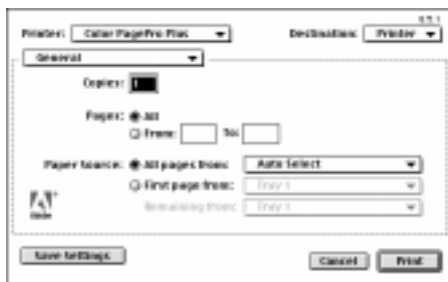 8.5.1
Printer: Color PagePro Plus Destination: Printer
General
Copies: 1
Pages: All
From: To:
Paper Source: All pages from: Auto Select
First page from: Tray 1
Remaining from: Tray 1
Adobe
Save Settings Cancel Print